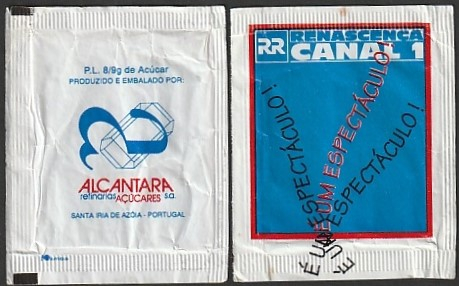 P.L. 8/9g de Açúcar
PRODUZIDO E EMBALADO POR:
ALCANTARA
refinarias AÇÚCARES s.a.
SANTA IRIA DE AZÓIA - PORTUGAL
RR RENASCENÇA
CANAL 1
É UM ESPECTÁCULO!
É UM ESPECTÁCULO!
É UM ESPECTÁCULO!